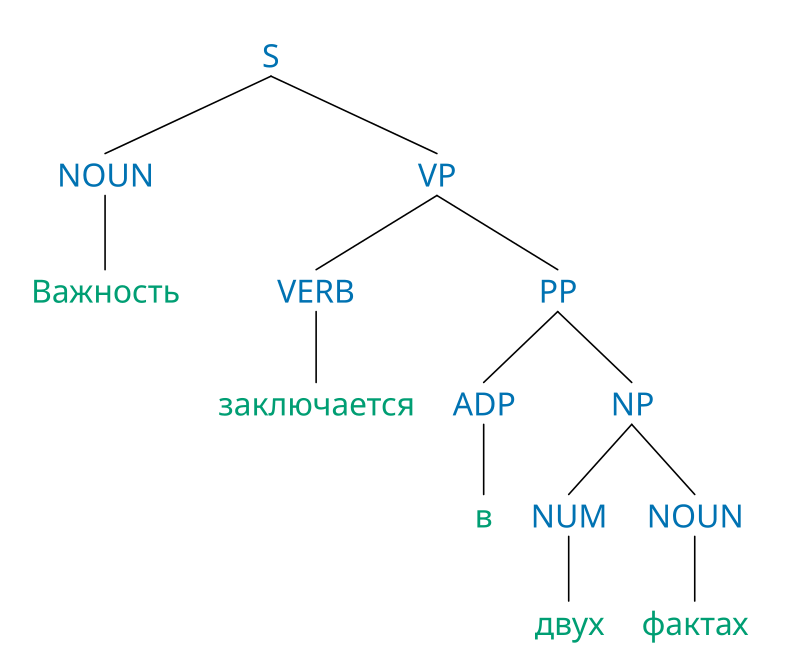 S
NOUN VP
Важность VERB PP
заключается ADP NP
в NUM NOUN
двух фактах